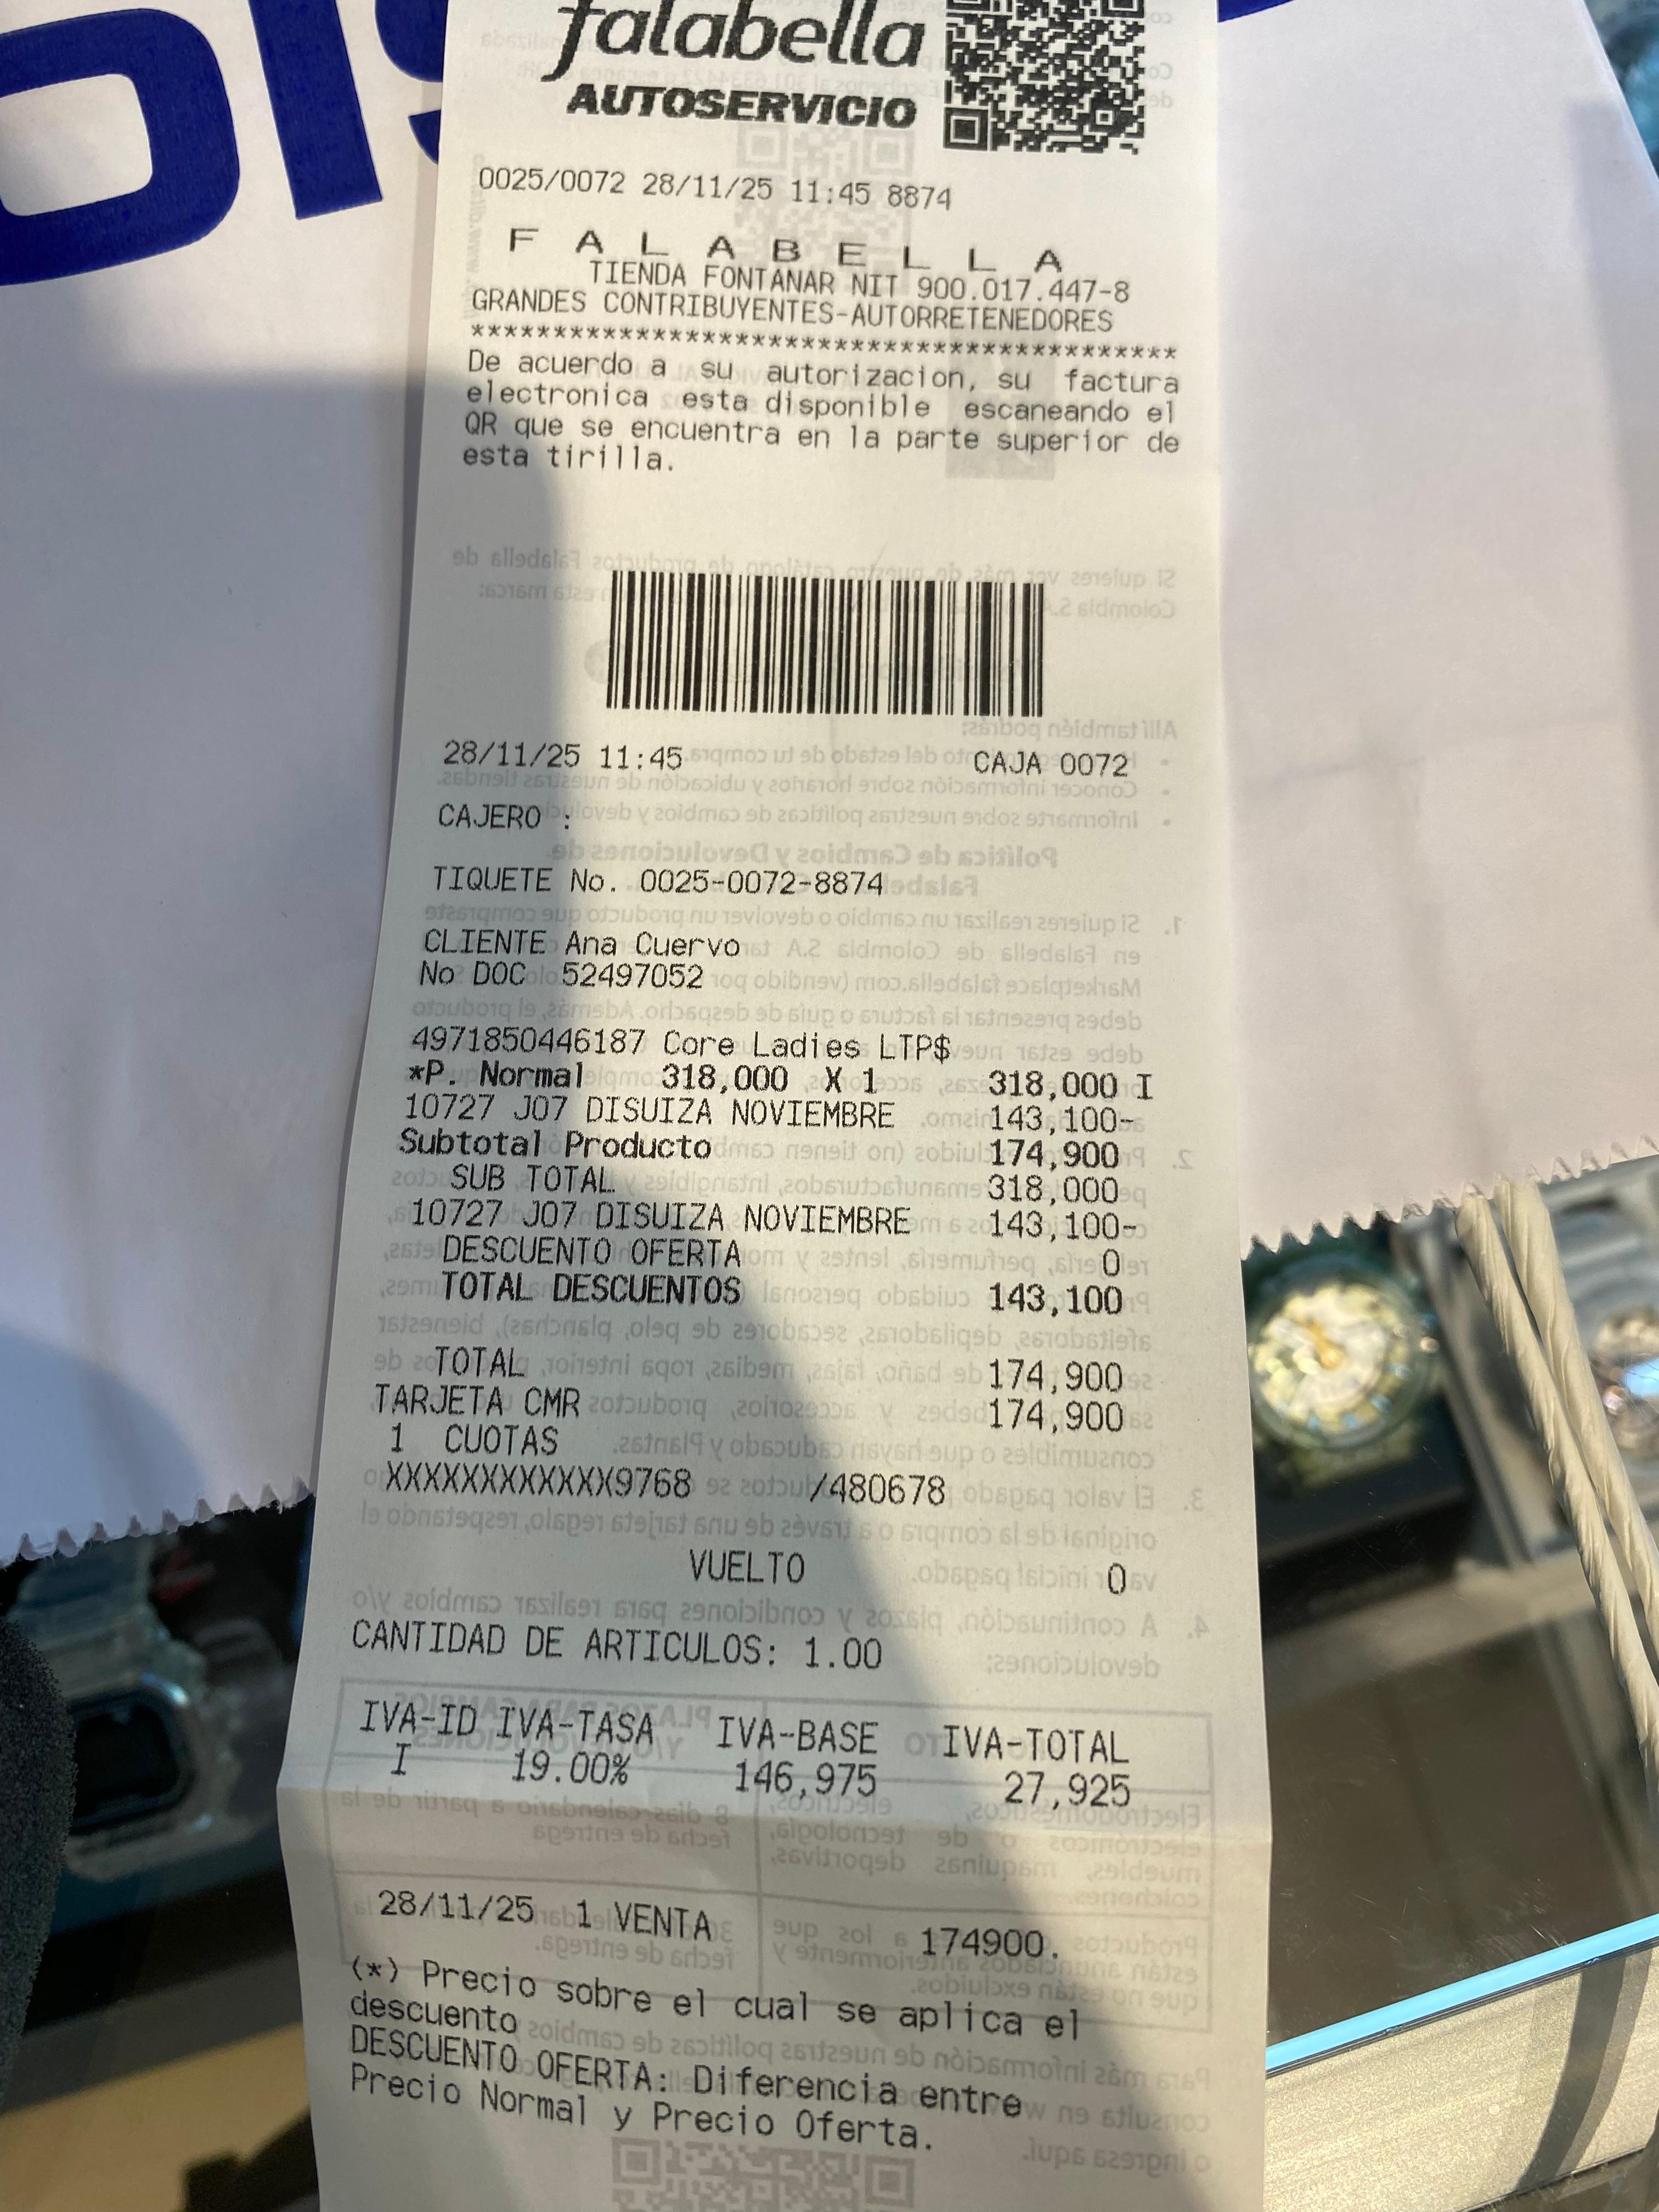 falabella
AUTOSERVICIO
0025/0072 28/11/25 11:45 8874
F A L A B E L L A
TIENDA FONTANAR NIT 900.017.447-8
GRANDES CONTRIBUYENTES-AUTORRETENEDORES
*******************************************
De acuerdo a su autorizacion, su factura
electronica esta disponible escaneando el
QR que se encuentra en la parte superior de
esta tirilla.
28/11/25 11:45 CAJA 0072
CAJERO :
TIQUETE No. 0025-0072-8874
CLIENTE Ana Cuervo
No DOC 52497052
4971850446187 Core Ladies LTP$
*P. Normal 318,000 X 1 318,000 I
10727 J07 DISUIZA NOVIEMBRE 143,100-
Subtotal Producto 174,900
SUB TOTAL 318,000
10727 J07 DISUIZA NOVIEMBRE 143,100-
DESCUENTO OFERTA 0
TOTAL DESCUENTOS 143,100
TOTAL 174,900
TARJETA CMR 174,900
1 CUOTAS
XXXXXXXXXXXX9768 /480678
VUELTO 0
CANTIDAD DE ARTICULOS: 1.00
IVA-ID IVA-TASA IVA-BASE IVA-TOTAL
I 19.00% 146,975 27,925
28/11/25 1 VENTA 174900.
(*) Precio sobre el cual se aplica el
descuento
DESCUENTO OFERTA: Diferencia entre
Precio Normal y Precio Oferta.